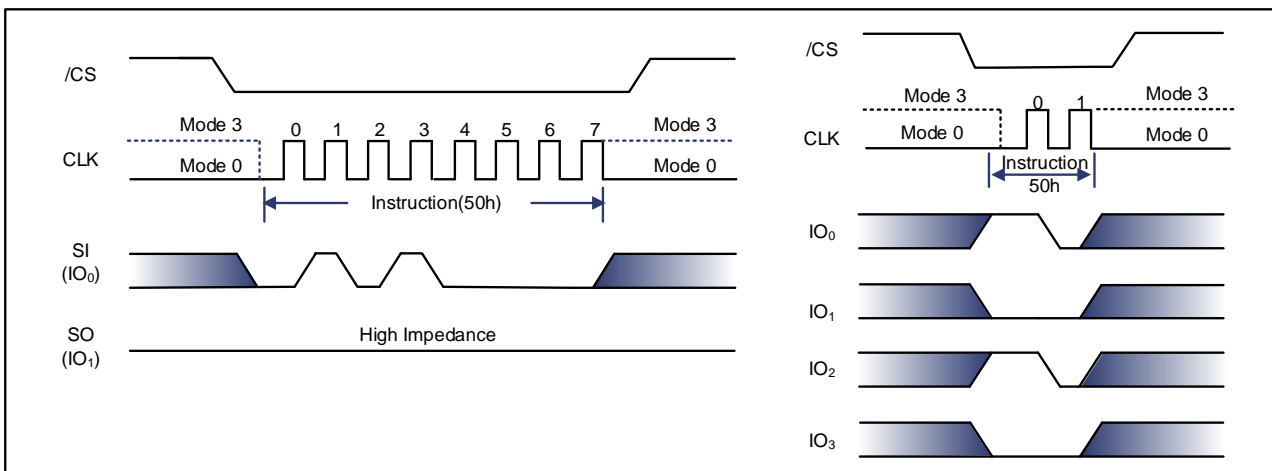 /CS
Mode 3
0 1 2 3 4 5 6 7
Mode 3
CLK
Mode 0
Mode 0
Instruction(50h)
SI
(IO₀)
SO
(IO₁)
High Impedance
/CS
Mode 3
0 1
Mode 3
CLK
Mode 0
Mode 0
Instruction
50h
IO₀
IO₁
IO₂
IO₃